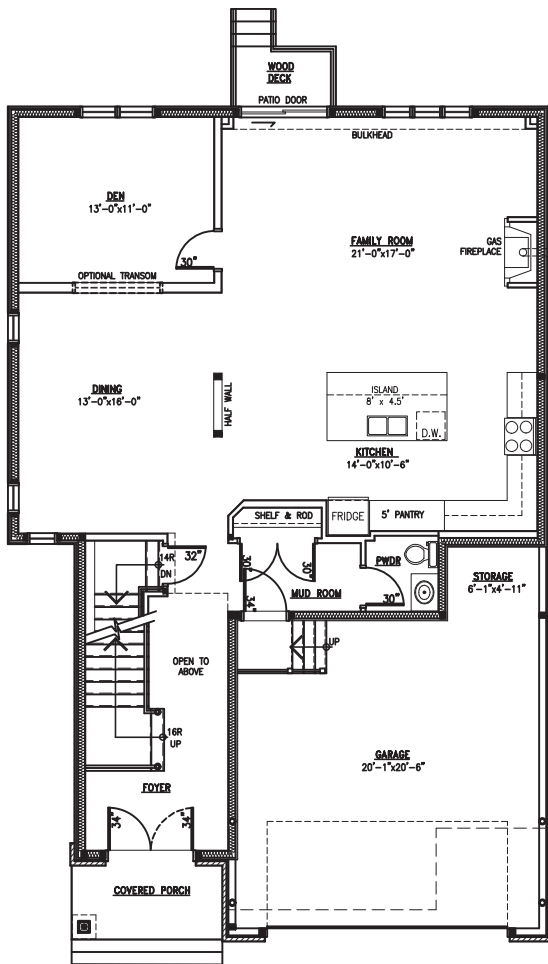 WOOD
DECK
PATIO DOOR
BULKHEAD
DEN
13'-0"x11'-0"
30"
FAMILY ROOM
21'-0"x17'-0"
GAS
FIREPLACE
OPTIONAL TRANSOM
DINING
13'-0"x16'-0"
HALF WALL
ISLAND
8' x 4.5'
D.W.
KITCHEN
14'-0"x10'-6"
SHELF & ROD
FRIDGE
5' PANTRY
14R
DN
32"
30"
30"
PWDR
STORAGE
6'-1"x4'-11"
MUD ROOM
30"
34"
UP
OPEN TO
ABOVE
16R
UP
GARAGE
20'-1"x20'-6"
FOYER
34"
34"
COVERED PORCH